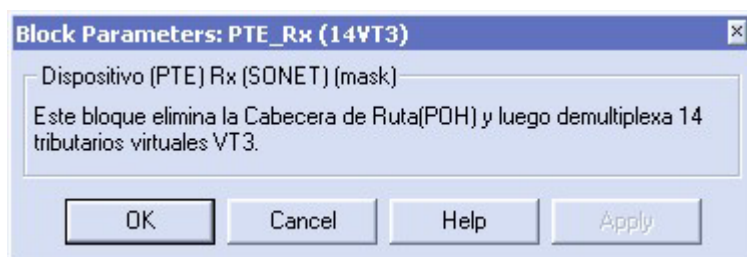 Block Parameters: PTE_Rx (14VT3)
Dispositivo (PTE) Rx (SONET) (mask)
Este bloque elimina la Cabecera de Ruta(POH) y luego demultiplexa 14
tributarios virtuales VT3.
OK Cancel Help Apply